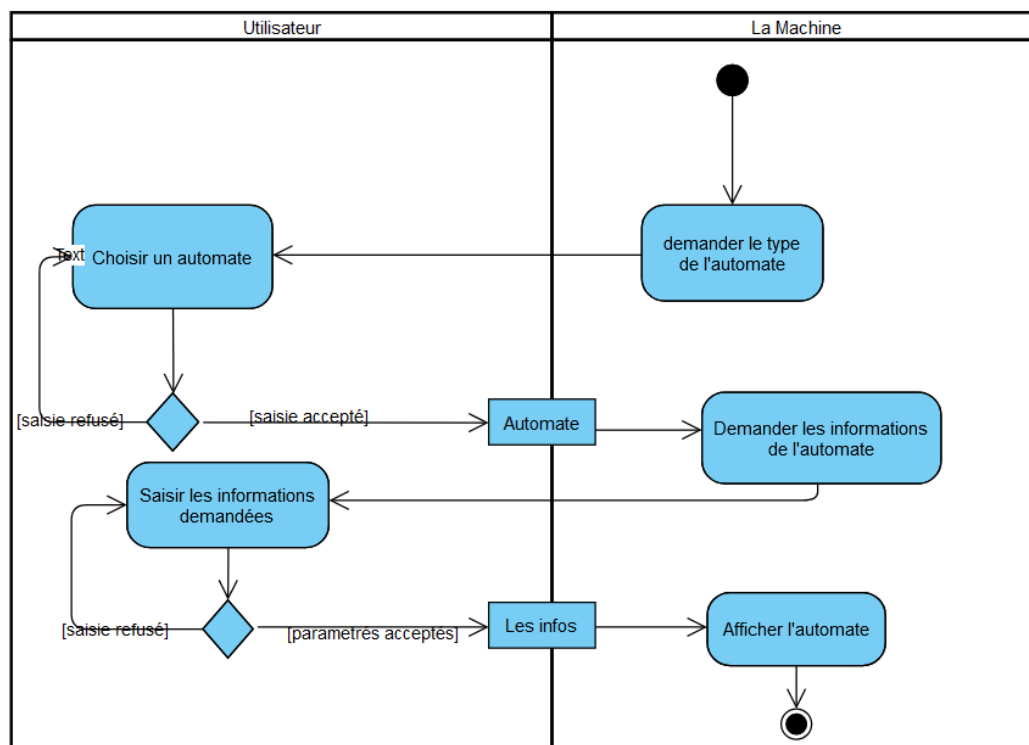 Utilisateur
La Machine
demander le type
de l'automate
Text
Choisir un automate
[saisie refusé]
[saisie accepté]
Automate
Demander les informations
de l'automate
Saisir les informations
demandées
[saisie refusé]
[parametrés acceptés]
Les infos
Afficher l'automate